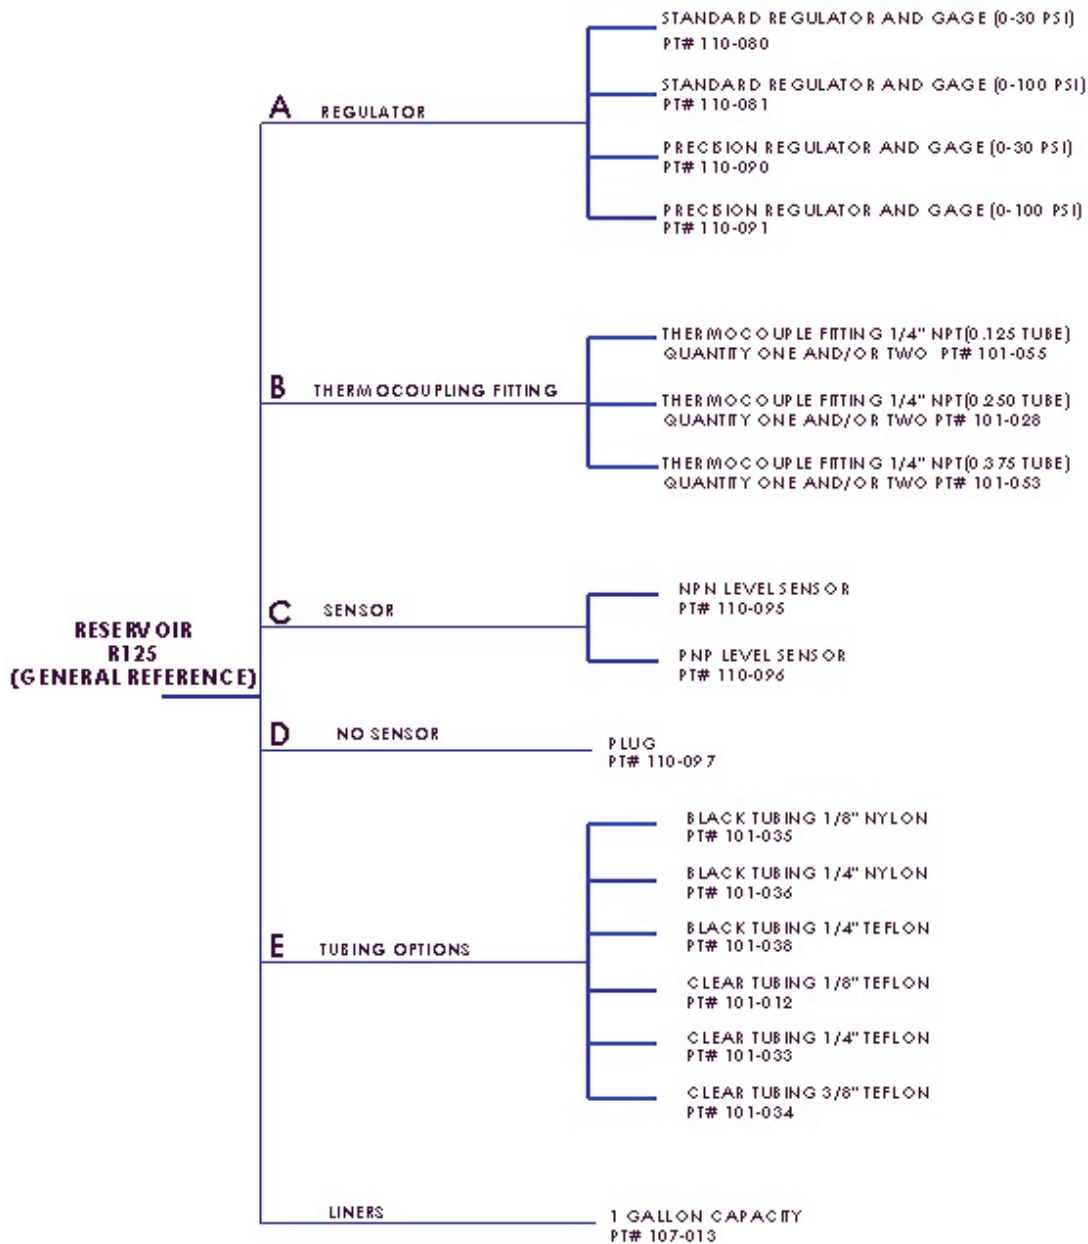 STANDARD REGULATOR AND GAGE (0-30 PSI)
PT# 110-080
STANDARD REGULATOR AND GAGE (0-100 PSI)
PT# 110-081
A REGULATOR
PRECISION REGULATOR AND GAGE (0-30 PSI)
PT# 110-090
PRECISION REGULATOR AND GAGE (0-100 PSI)
PT# 110-091
THERMOCOUPLE FITTING 1/4" NPT(0.125 TUBE)
QUANTITY ONE AND/OR TWO PT# 101-055
B THERMOCOUPLING FITTING
THERMOCOUPLE FITTING 1/4" NPT(0.250 TUBE)
QUANTITY ONE AND/OR TWO PT# 101-028
THERMOCOUPLE FITTING 1/4" NPT(0.375 TUBE)
QUANTITY ONE AND/OR TWO PT# 101-053
NPN LEVEL SENSOR
PT# 110-095
C SENSOR
RESERVOIR
R125
(GENERAL REFERENCE)
PNP LEVEL SENSOR
PT# 110-096
D NO SENSOR
PLUG
PT# 110-097
BLACK TUBING 1/8" NYLON
PT# 101-035
BLACK TUBING 1/4" NYLON
PT# 101-036
BLACK TUBING 1/4" TEFLON
PT# 101-038
E TUBING OPTIONS
CLEAR TUBING 1/8" TEFLON
PT# 101-012
CLEAR TUBING 1/4" TEFLON
PT# 101-033
CLEAR TUBING 3/8" TEFLON
PT# 101-034
LINERS
1 GALLON CAPACITY
PT# 107-013